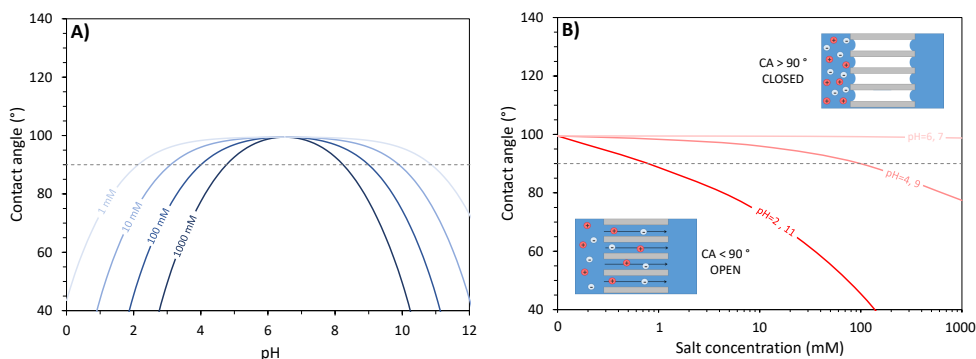 A)
140
120
100
80
60
40
Contact angle (°)
1 mM
10 mM
100 mM
1000 mM
0
2
4
6
8
10
12
pH
B)
140
120
100
80
60
40
Contact angle (°)
CA > 90 °
CLOSED
pH=6, 7
pH=4, 9
pH=2 , 11
CA < 90 °
OPEN
0
1
10
100
1000
Salt concentration (mM)